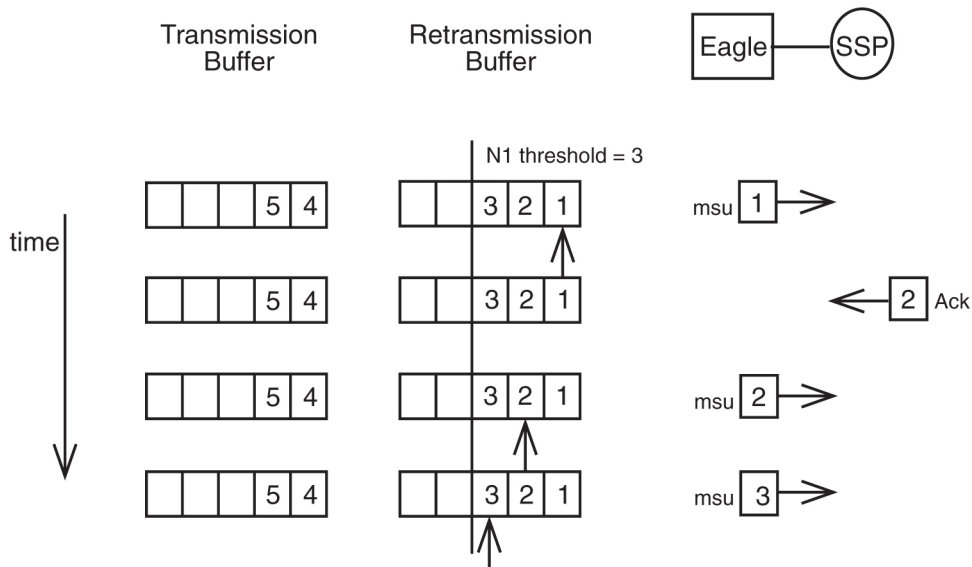 Transmission
Buffer
Retransmission
Buffer
Eagle
SSP
N1 threshold = 3
5 4
3 2 1
msu 1
time
5 4
3 2 1
2 Ack
5 4
3 2 1
msu 2
5 4
3 2 1
msu 3